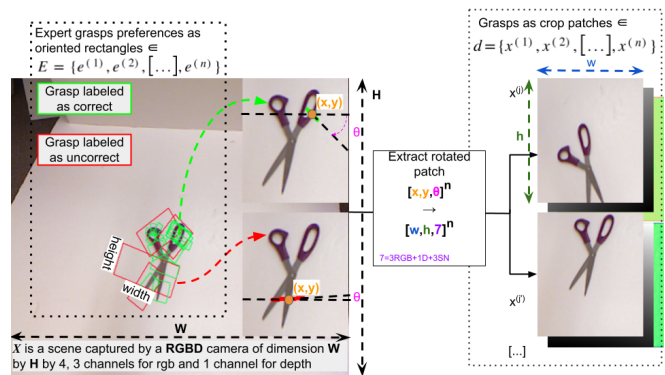 Expert grasps preferences as
oriented rectangles ∈
E = {e⁽¹⁾, e⁽²⁾, [...], e⁽ⁿ⁾}
Grasp labeled
as correct
Grasp labeled
as uncorrect
height
width
(x,y)
θ
(x,y)
θ
H
W
X is a scene captured by a RGBD camera of dimension W
by H by 4, 3 channels for rgb and 1 channel for depth
Extract rotated
patch
[x,y,θ]ⁿ
→
[w,h,7]ⁿ
7=3RGB+1D+3SN
Grasps as crop patches ∈
d = {x⁽¹⁾, x⁽²⁾, [...], x⁽ⁿ⁾}
w
x⁽ʲ⁾
h
x⁽ʲ'⁾
[...]